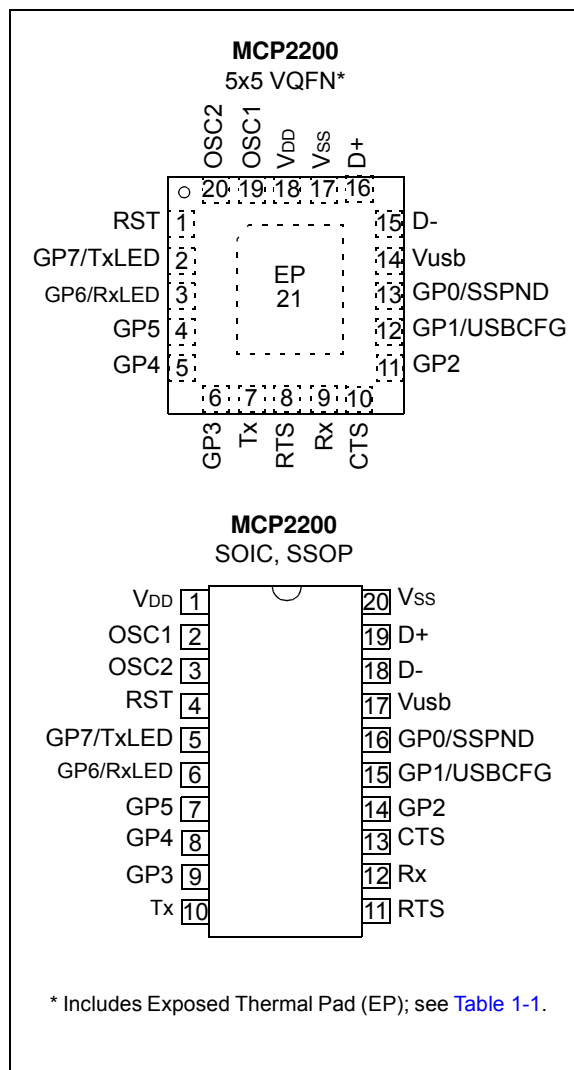 MCP2200
5x5 VQFN*
OSC2
OSC1
VDD
VSS
D+
20 19 18 17 16
RST 1
15 D-
GP7/TxLED 2
14 Vusb
GP6/RxLED 3
13 GP0/SSPND
GP5 4
12 GP1/USBCFG
GP4 5
11 GP2
EP
21
6 7 8 9 10
GP3
Tx
RTS
Rx
CTS
MCP2200
SOIC, SSOP
VDD 1
20 VSS
OSC1 2
19 D+
OSC2 3
18 D-
RST 4
17 Vusb
GP7/TxLED 5
16 GP0/SSPND
GP6/RxLED 6
15 GP1/USBCFG
GP5 7
14 GP2
GP4 8
13 CTS
GP3 9
12 Rx
Tx 10
11 RTS
* Includes Exposed Thermal Pad (EP); see Table 1-1.